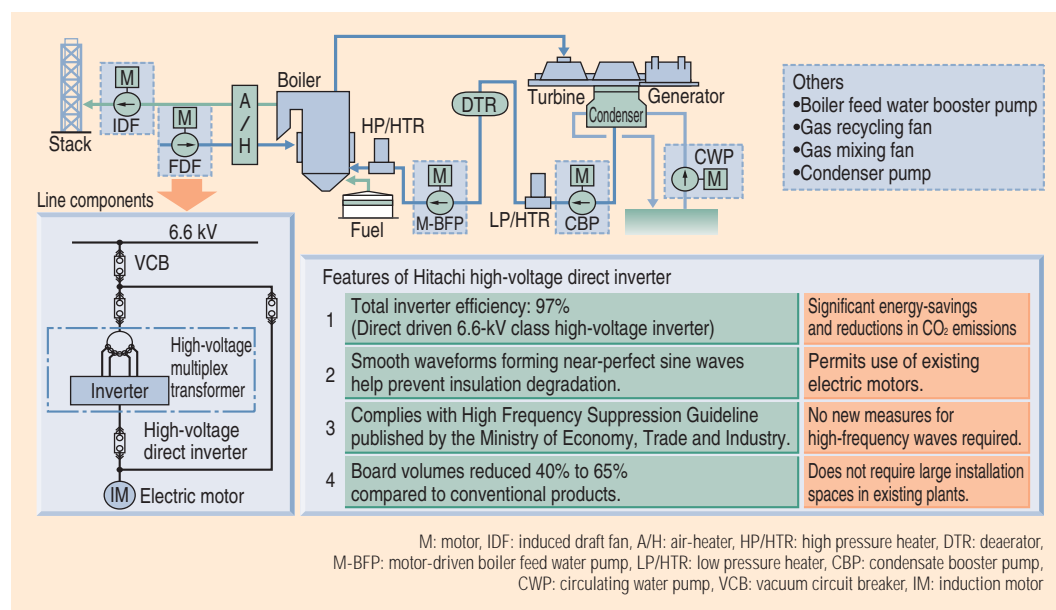 Stack
M
IDF
M
FDF
A
/
H
Boiler
HP/HTR
Fuel
M
M-BFP
DTR
LP/HTR
M
CBP
Turbine
Generator
Condenser
CWP
M
Others
•Boiler feed water booster pump
•Gas recycling fan
•Gas mixing fan
•Condenser pump
Line components
6.6 kV
VCB
High-voltage
multiplex
transformer
Inverter
High-voltage
direct inverter
IM
Electric motor
Features of Hitachi high-voltage direct inverter
1
Total inverter efficiency: 97%
(Direct driven 6.6-kV class high-voltage inverter)
Significant energy-savings
and reductions in CO₂ emissions
2
Smooth waveforms forming near-perfect sine waves
help prevent insulation degradation.
Permits use of existing
electric motors.
3
Complies with High Frequency Suppression Guideline
published by the Ministry of Economy, Trade and Industry.
No new measures for
high-frequency waves required.
4
Board volumes reduced 40% to 65%
compared to conventional products.
Does not require large installation
spaces in existing plants.
M: motor, IDF: induced draft fan, A/H: air-heater, HP/HTR: high pressure heater, DTR: deaerator,
M-BFP: motor-driven boiler feed water pump, LP/HTR: low pressure heater, CBP: condensate booster pump,
CWP: circulating water pump, VCB: vacuum circuit breaker, IM: induction motor